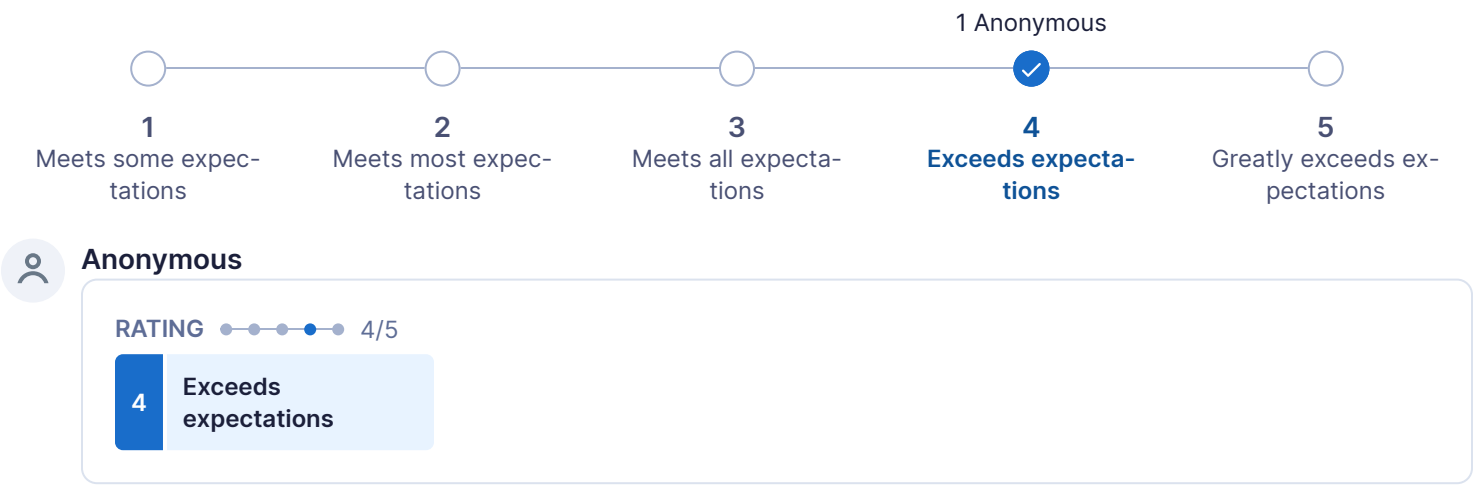 1 Anonymous
1 2 3 4 5
Meets some expec- Meets most expec- Meets all expecta- Exceeds expecta- Greatly exceeds ex-
tations tations tions tions pectations
Anonymous
RATING 4/5
4 Exceeds
expectations